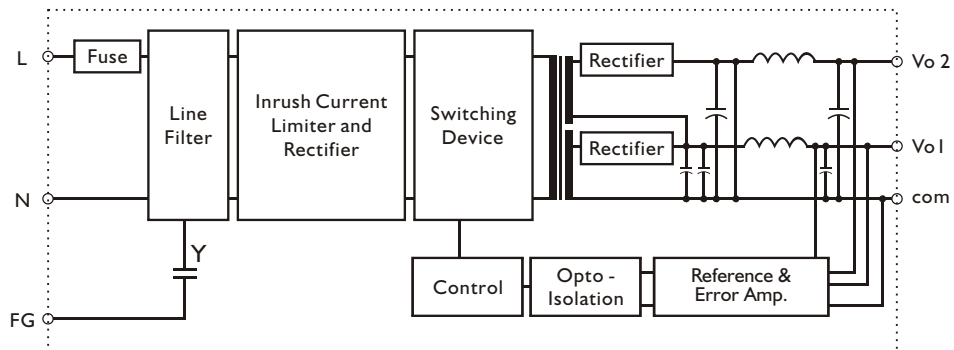 L
Fuse
Line
Filter
Inrush Current
Limiter and
Rectifier
Switching
Device
Rectifier
Vo 2
Rectifier
Vo 1
N
com
Y
Control
Opto -
Isolation
Reference &
Error Amp.
FG